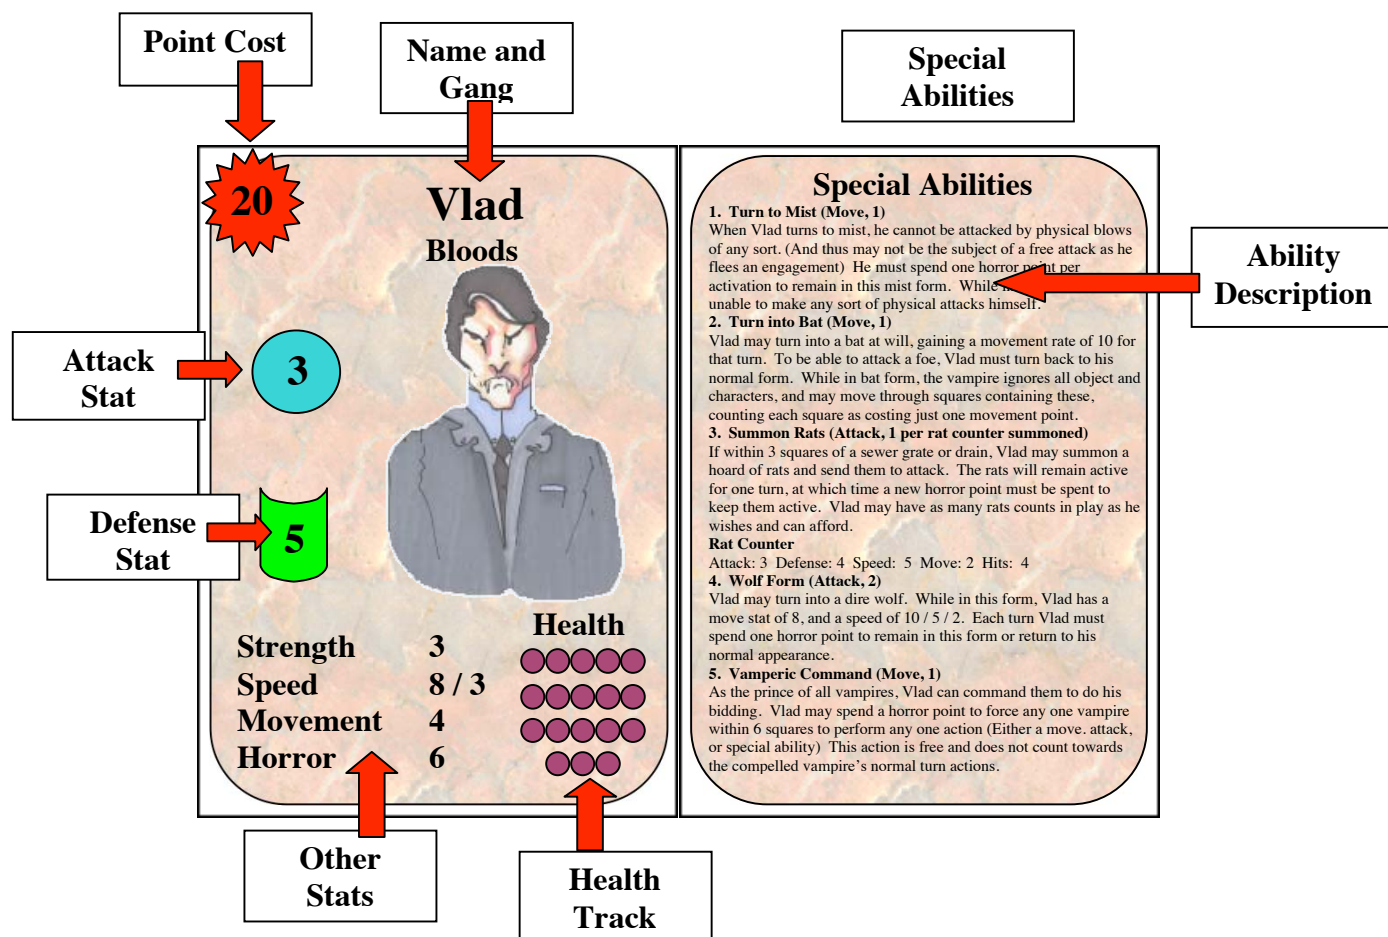 Point Cost
Name and
Gang
Special
Abilities
20
Vlad
Bloods
Attack
Stat
3
Defense
Stat
5
Strength 3
Speed 8 / 3
Movement 4
Horror 6
Health
Other
Stats
Health
Track
Special Abilities
1. Turn to Mist (Move, 1)
When Vlad turns to mist, he cannot be attacked by physical blows
of any sort. (And thus may not be the subject of a free attack as he
flees an engagement) He must spend one horror point per
activation to remain in this mist form. While
unable to make any sort of physical attacks himself.
2. Turn into Bat (Move, 1)
Vlad may turn into a bat at will, gaining a movement rate of 10 for
that turn. To be able to attack a foe, Vlad must turn back to his
normal form. While in bat form, the vampire ignores all object and
characters, and may move through squares containing these,
counting each square as costing just one movement point.
3. Summon Rats (Attack, 1 per rat counter summoned)
If within 3 squares of a sewer grate or drain, Vlad may summon a
hoard of rats and send them to attack. The rats will remain active
for one turn, at which time a new horror point must be spent to
keep them active. Vlad may have as many rats counts in play as he
wishes and can afford.
Rat Counter
Attack: 3 Defense: 4 Speed: 5 Move: 2 Hits: 4
4. Wolf Form (Attack, 2)
Vlad may turn into a dire wolf. While in this form, Vlad has a
move stat of 8, and a speed of 10 / 5 / 2. Each turn Vlad must
spend one horror point to remain in this form or return to his
normal appearance.
5. Vamperic Command (Move, 1)
As the prince of all vampires, Vlad can command them to do his
bidding. Vlad may spend a horror point to force any one vampire
within 6 squares to perform any one action (Either a move. attack,
or special ability) This action is free and does not count towards
the compelled vampire's normal turn actions.
Ability
Description